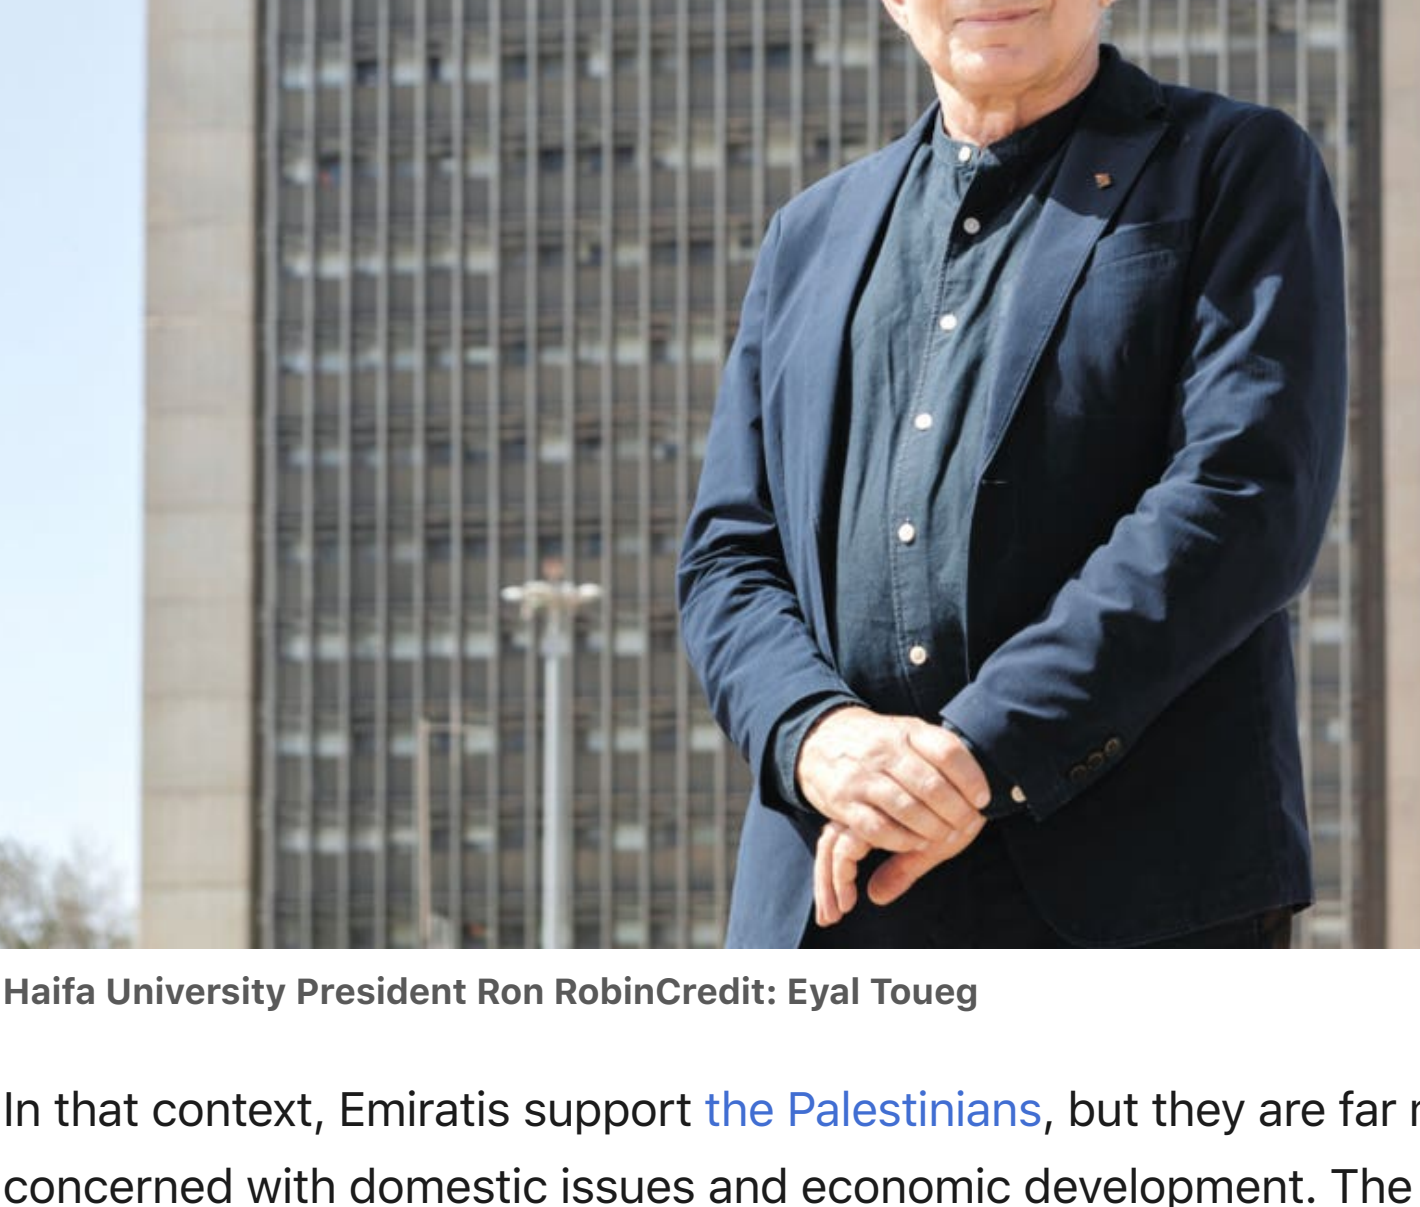 Haifa University President Ron RobinCredit: Eyal Toueg
In that context, Emiratis support the Palestinians, but they are far
concerned with domestic issues and economic development. The